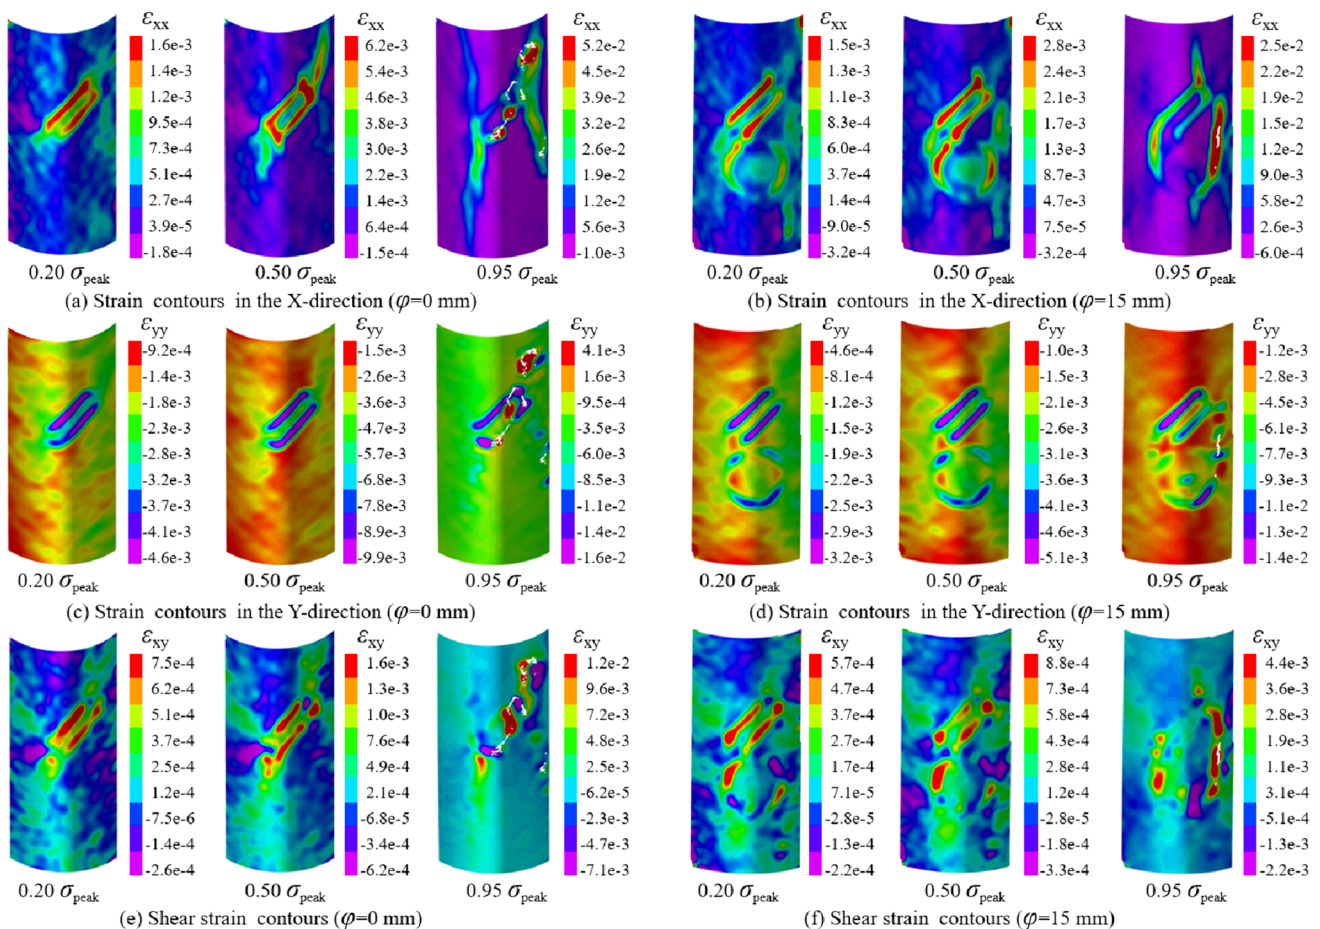 εxx εxx εxx εxx εxx εxx
1.6e-3 6.2e-3 5.2e-2 1.5e-3 2.8e-3 2.5e-2
1.4e-3 5.4e-3 4.5e-2 1.3e-3 2.4e-3 2.2e-2
1.2e-3 4.6e-3 3.9e-2 1.1e-3 2.1e-3 1.9e-2
9.5e-4 3.8e-3 3.2e-2 8.3e-4 1.7e-3 1.5e-2
7.3e-4 3.0e-3 2.6e-2 6.0e-4 1.3e-3 1.2e-2
5.1e-4 2.2e-3 1.9e-2 3.7e-4 8.8e-4 9.0e-3
2.7e-4 1.4e-3 1.2e-2 1.4e-4 4.7e-4 5.8e-3
3.9e-5 6.4e-4 5.6e-3 -9.0e-5 7.3e-5 2.6e-3
-1.8e-4 -1.5e-4 -1.0e-3 -3.2e-4 -3.2e-4 -6.0e-4
0.20 σpeak 0.50 σpeak 0.95 σpeak 0.20 σpeak 0.50 σpeak 0.95 σpeak
(a) Strain contours in the X-direction (φ=0 mm) (b) Strain contours in the X-direction (φ=15 mm)
εyy εyy εyy εyy εyy εyy
-9.2e-4 -1.5e-3 4.1e-3 -4.6e-4 -1.0e-3 -1.2e-3
-1.4e-3 -2.6e-3 1.6e-3 -8.1e-4 -1.5e-3 -2.8e-3
-1.8e-3 -3.6e-3 -9.5e-4 -1.2e-3 -2.1e-3 -4.5e-3
-2.3e-3 -4.7e-3 -3.5e-3 -1.5e-3 -2.6e-3 -6.1e-3
-2.8e-3 -5.7e-3 -6.0e-3 -1.8e-3 -3.1e-3 -7.7e-3
-3.2e-3 -6.8e-3 -8.5e-3 -2.2e-3 -3.6e-3 -9.3e-3
-3.7e-3 -7.8e-3 -1.1e-2 -2.5e-3 -4.1e-3 -1.1e-2
-4.1e-3 -8.9e-3 -1.4e-2 -2.9e-3 -4.6e-3 -1.2e-2
-4.6e-3 -9.9e-3 -1.6e-2 -3.2e-3 -5.1e-3 -1.4e-2
0.20 σpeak 0.50 σpeak 0.95 σpeak 0.20 σpeak 0.50 σpeak 0.95 σpeak
(c) Strain contours in the Y-direction (φ=0 mm) (d) Strain contours in the Y-direction (φ=15 mm)
εxy εxy εxy εxy εxy εxy
7.5e-4 1.6e-3 1.2e-2 5.7e-4 8.8e-4 4.4e-3
6.2e-4 1.3e-3 9.6e-3 4.7e-4 7.3e-4 3.6e-3
5.1e-4 1.0e-3 7.2e-3 3.7e-4 5.8e-4 2.8e-3
3.7e-4 7.6e-4 4.8e-3 2.7e-4 4.3e-4 1.9e-3
2.5e-4 4.9e-4 2.5e-3 1.7e-4 2.8e-4 1.1e-3
1.2e-4 2.1e-4 -6.2e-5 7.1e-5 1.2e-4 3.1e-4
-7.5e-6 -6.8e-5 -2.3e-3 -2.8e-5 -2.8e-5 -5.1e-4
-1.4e-4 -3.4e-4 -4.7e-3 -1.3e-4 -1.8e-4 -1.3e-3
-2.6e-4 -6.2e-4 -7.1e-3 -2.2e-4 -3.3e-4 -2.2e-3
0.20 σpeak 0.50 σpeak 0.95 σpeak 0.20 σpeak 0.50 σpeak 0.95 σpeak
(e) Shear strain contours (φ=0 mm) (f) Shear strain contours (φ=15 mm)